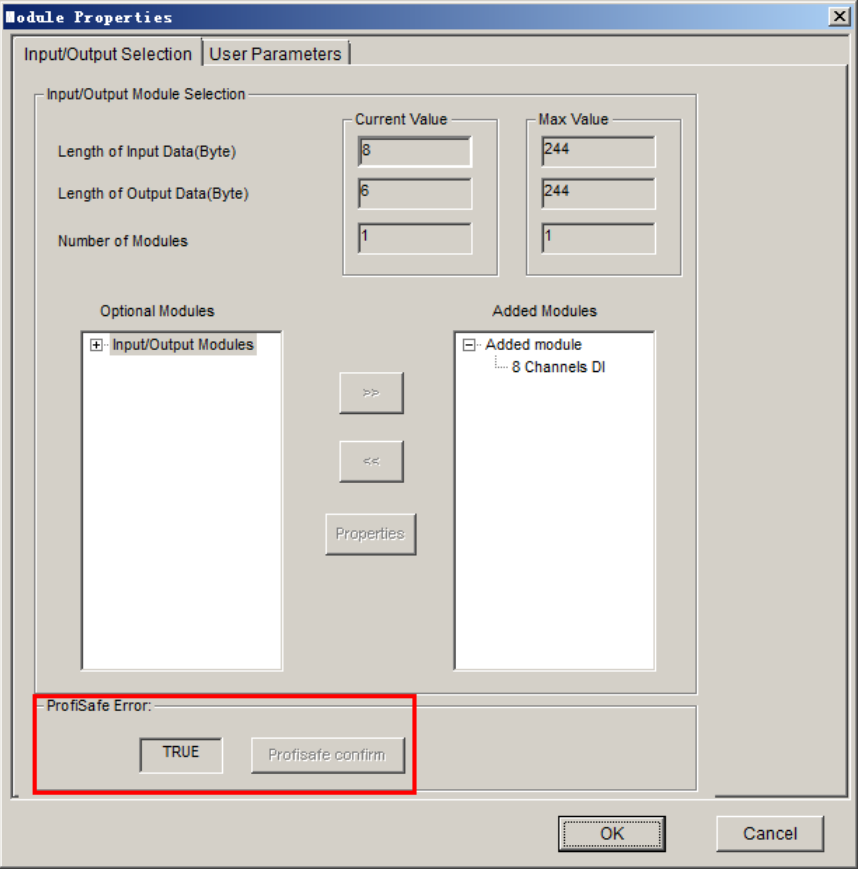 Module Properties
Input/Output Selection User Parameters
Input/Output Module Selection
Current Value Max Value
Length of Input Data(Byte) 8 244
Length of Output Data(Byte) 6 244
Number of Modules 1 1
Optional Modules Added Modules
Input/Output Modules Added module
8 Channels DI
>>
<<
Properties
ProfiSafe Error:
TRUE Profisafe confirm
OK Cancel